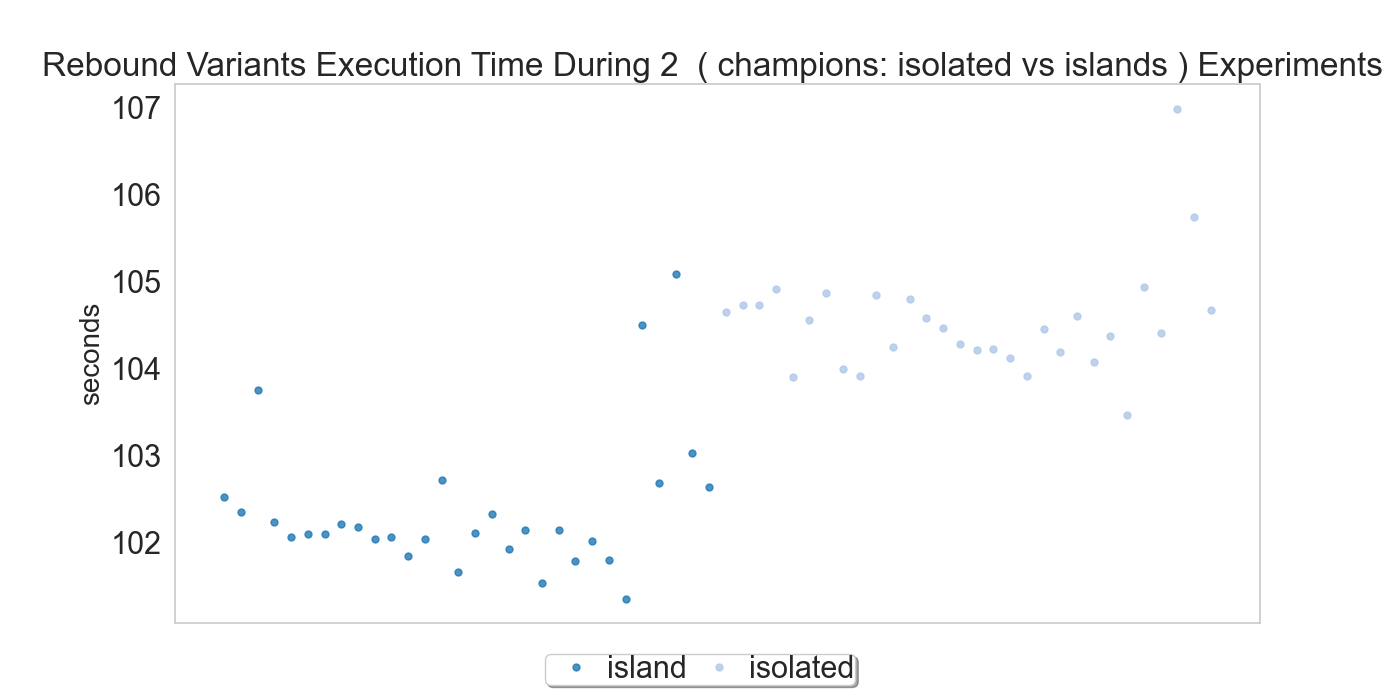 Rebound Variants Execution Time During 2  ( champions: isolated vs islands ) Experiments
107
106
105
104
103
102
seconds
island
isolated